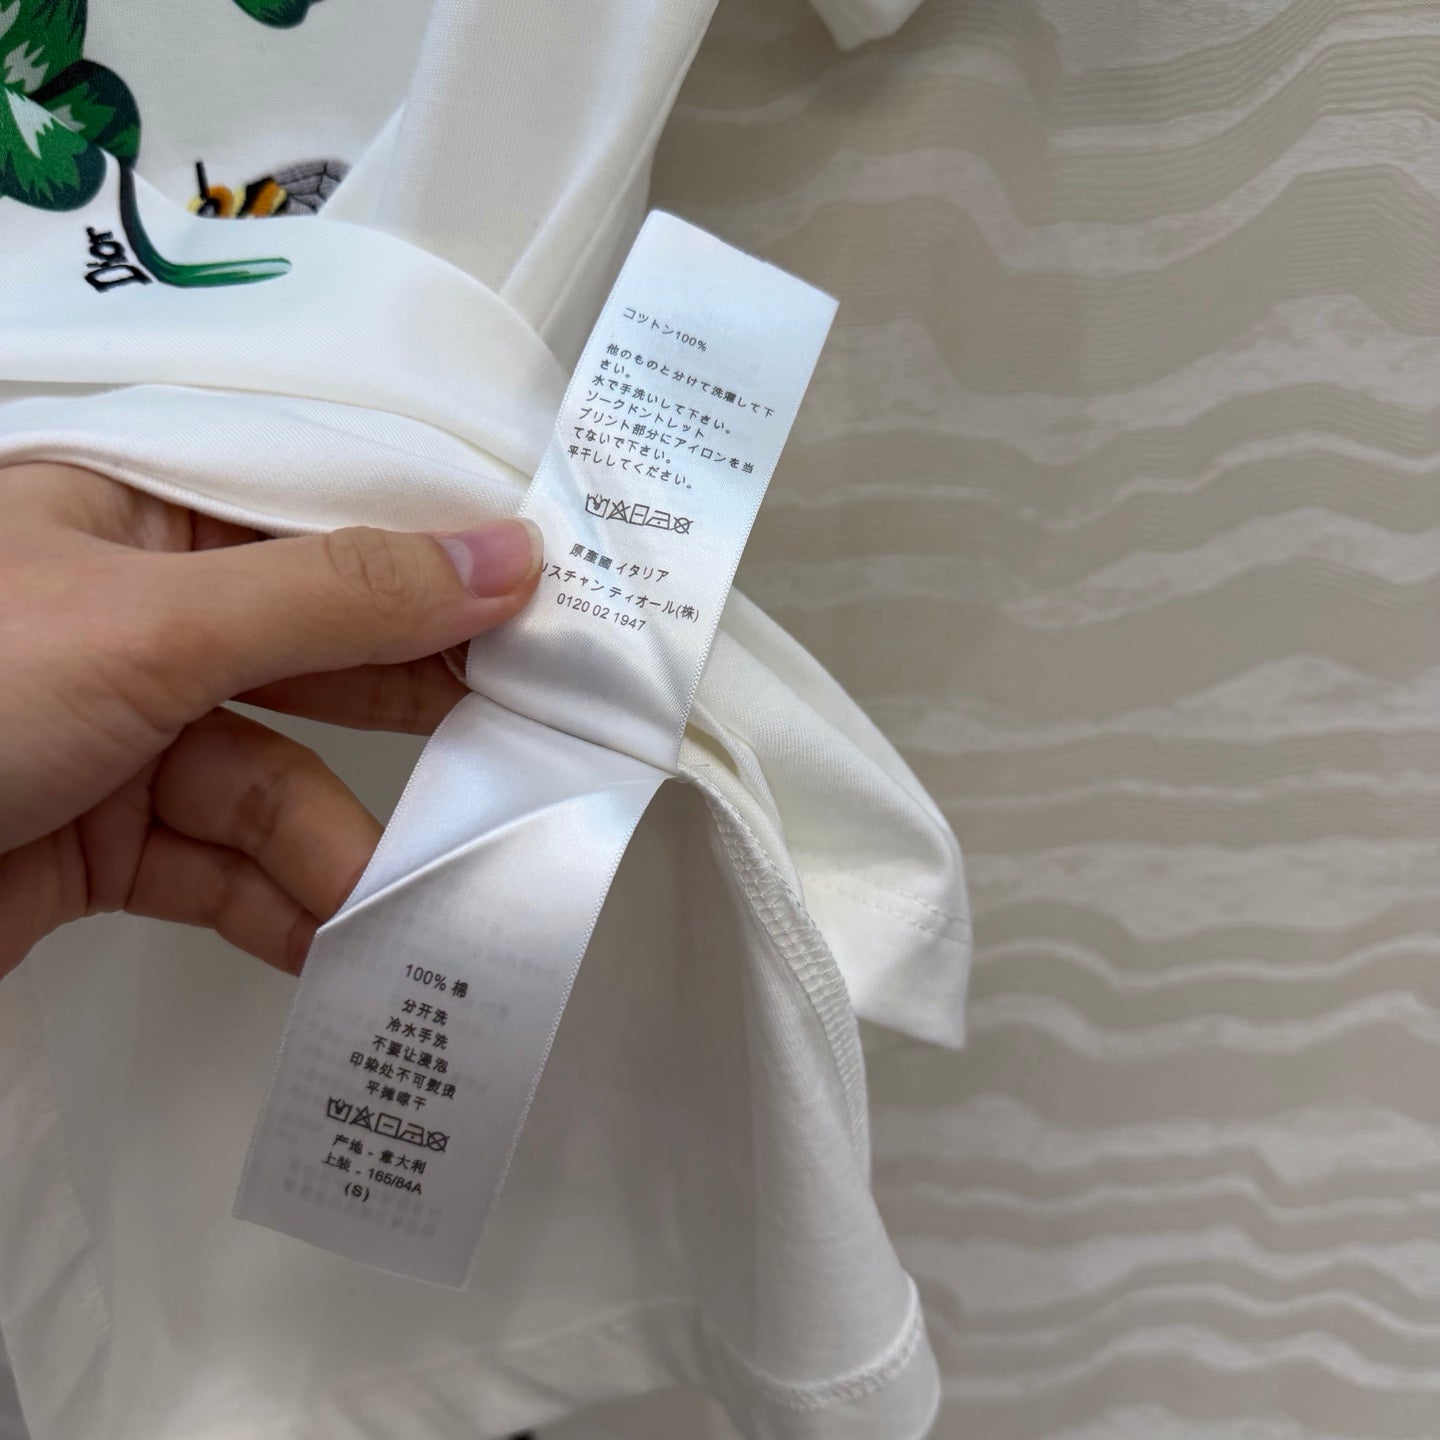 Dior
コツトン100%
他のものと分けて洗濯して下
さい。
水で手洗いして下さい。
ソークドントレット
プリント部分にアイロンを当
てないで下さい。
平干ししてください。
原產國 イタリア
リスチャン ディオール(株)
0120 02 1947
100% 棉
分开洗
冷水手洗
不要让浸泡
印染处不可熨烫
平摊晾干
产地 - 意大利
上装 - 165/84A
(S)